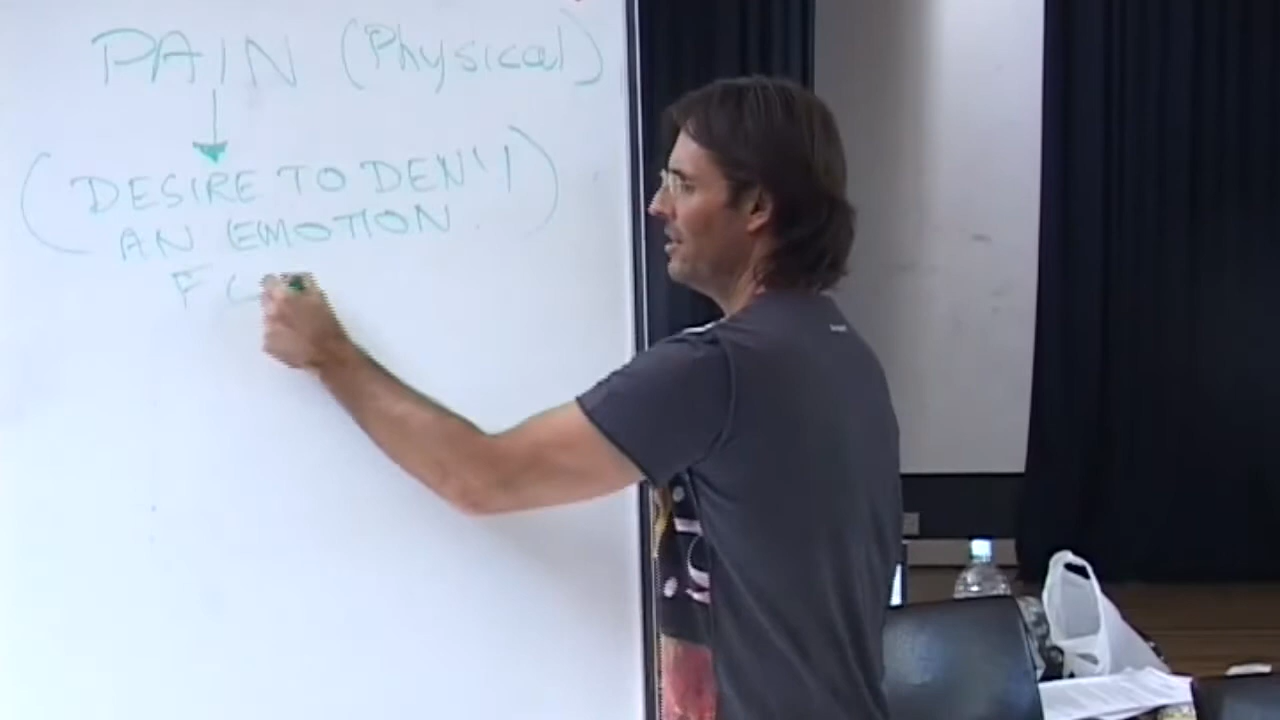 PAIN (Physical)
(DESIRE TO DENY
AN EMOTION)
F